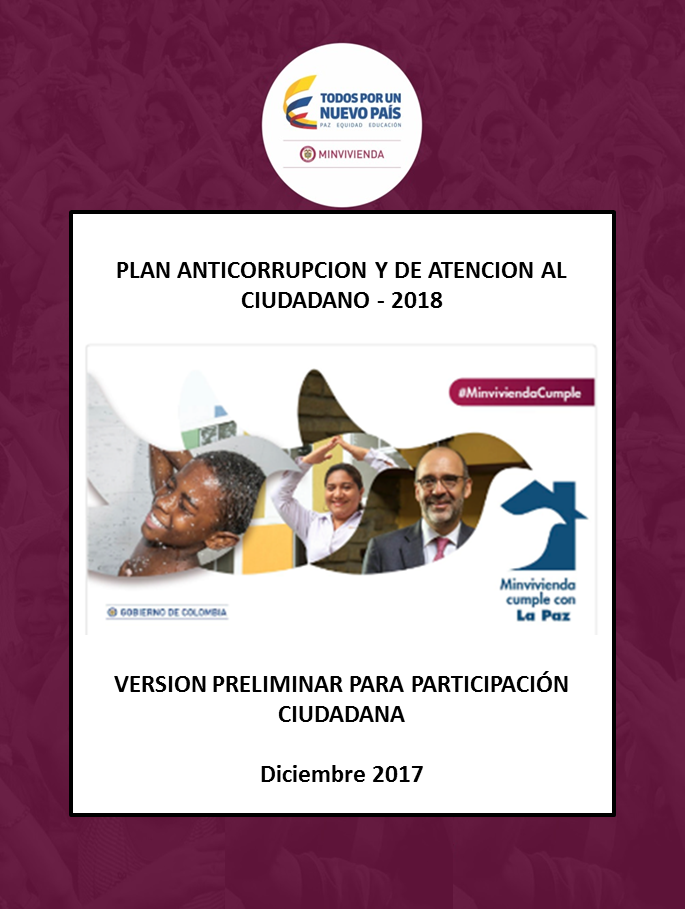 TODOS POR UN
NUEVO PAÍS
PAZ EQUIDAD EDUCACIÓN
MINVIVIENDA
PLAN ANTICORRUPCION Y DE ATENCION AL
CIUDADANO - 2018
#MinviviendaCumple
Minvivienda
cumple con
La Paz
GOBIERNO DE COLOMBIA
VERSION PRELIMINAR PARA PARTICIPACIÓN
CIUDADANA
Diciembre 2017